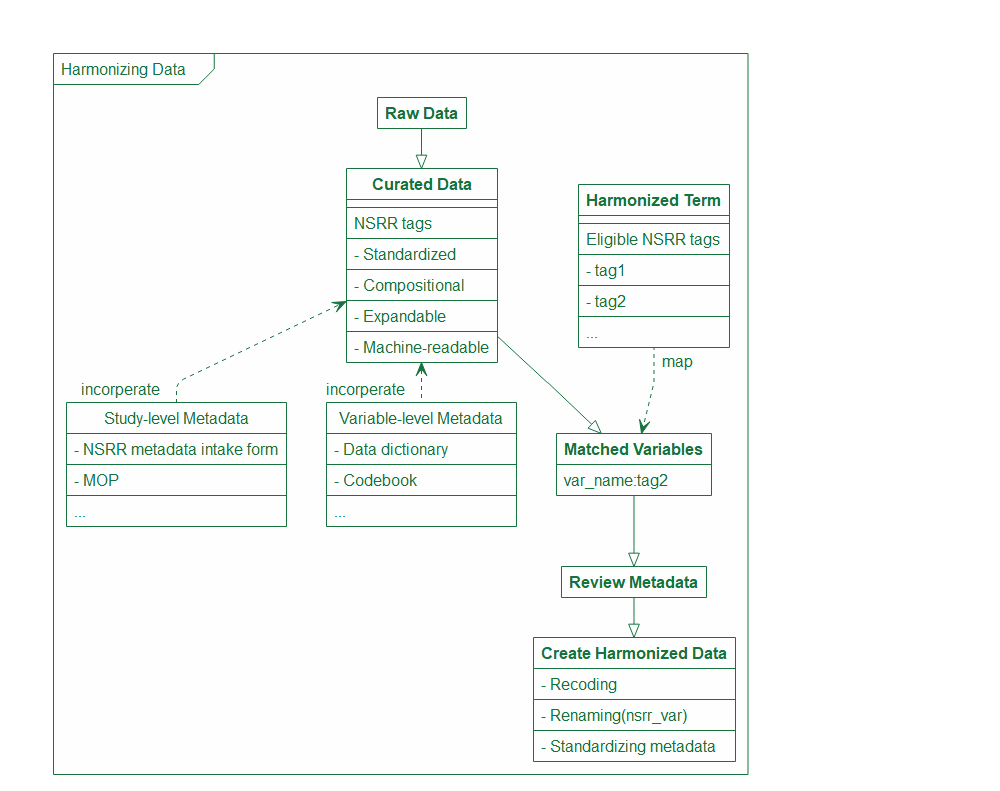 Harmonizing Data
Raw Data
Curated Data
NSRR tags
- Standardized
- Compositional
- Expandable
- Machine-readable
Harmonized Term
Eligible NSRR tags
- tag1
- tag2
...
map
incorperate
Study-level Metadata
- NSRR metadata intake form
- MOP
...
incorperate
Variable-level Metadata
- Data dictionary
- Codebook
...
Matched Variables
var_name:tag2
Review Metadata
Create Harmonized Data
- Recoding
- Renaming(nsrr_var)
- Standardizing metadata